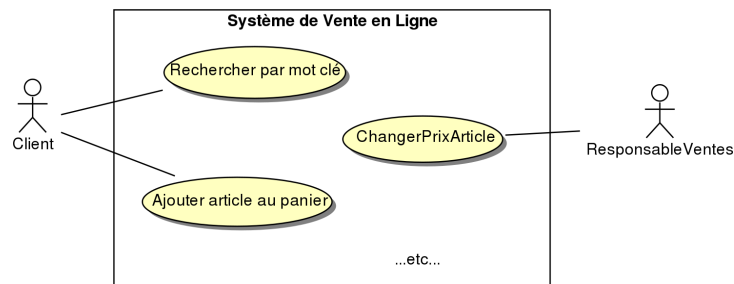 Système de Vente en Ligne
Rechercher par mot clé
Client
ChangerPrixArticle
ResponsableVentes
Ajouter article au panier
...etc...